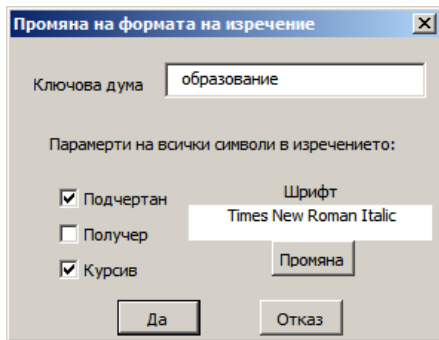 Промяна на формата на изречение
Ключова дума образование
Парамерти на всички символи в изречението:
Подчертан
Шрифт
Times New Roman Italic
Получер
Промяна
Курсив
Да Отказ